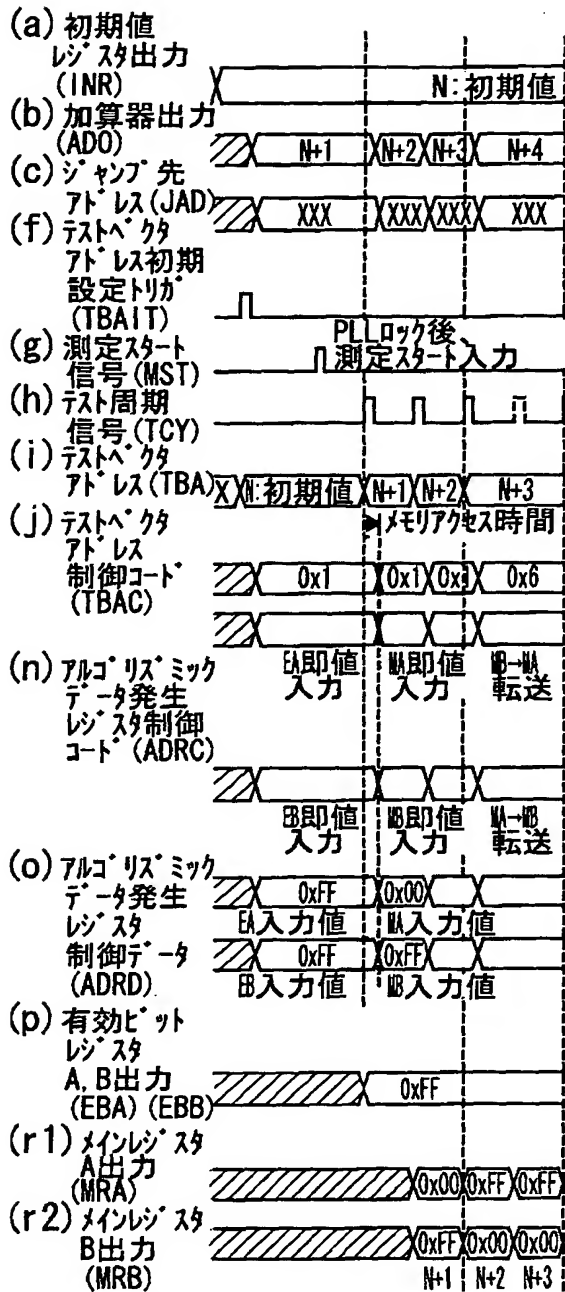 (a) 初期値
レジスタ出力
(INR)
N:初期値
(b) 加算器出力
(ADO)
N+1 N+2 N+3 N+4
(c) ジャンプ先
アドレス(JAD)
XXX XXX XXX XXX
(f) テストベクタ
アドレス初期
設定トリガ
(TBAIT)
(g) 測定スタート
信号(MST)
PLLロック後、
測定スタート入力
(h) テスト周期
信号(TCY)
(i) テストベクタ
アドレス(TBA)
X N:初期値 N+1 N+2 N+3
メモリアクセス時間
(j) テストベクタ
アドレス
制御コード
(TBAC)
0x1 0x1 0x6
(n) アルゴリズミック
データ発生
レジスタ制御
コード(ADRC)
EA即値
入力
MA即値
入力
MB→MA
転送
EB即値
入力
MB即値
入力
MA→MB
転送
(o) アルゴリズミック
データ発生
レジスタ
制御データ
(ADRD)
0xFF 0x00
EA入力値 MA入力値
0xFF 0xFF
EB入力値 MB入力値
(p) 有効ビット
レジスタ
A,B出力
(EBA)(EBB)
0xFF
(r1) メインレジスタ
A出力
(MRA)
0x00 0xFF 0xFF
(r2) メインレジスタ
B出力
(MRB)
0xFF 0x00 0x00
N+1 N+2 N+3